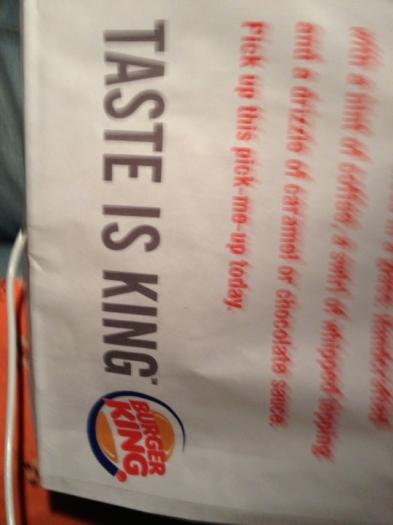 with a hint of coffee, a swirl of whipped topping
and a drizzle of caramel or chocolate sauce.
Pick up this pick-me-up today.
TASTE IS KING™
BURGER
KING®